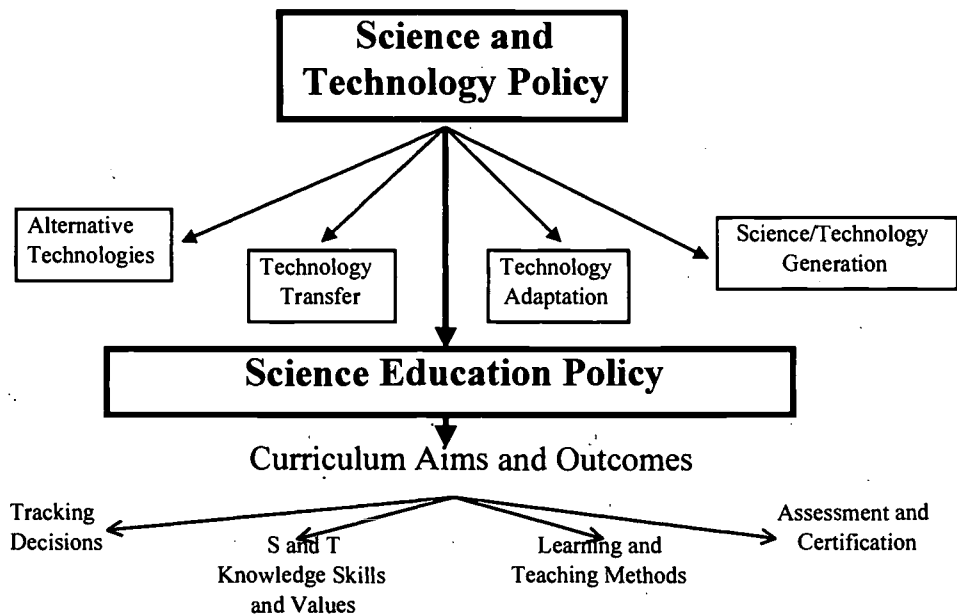 Science and
Technology Policy
Alternative
Technologies
Technology
Transfer
Technology
Adaptation
Science/Technology
Generation
Science Education Policy
Curriculum Aims and Outcomes
Tracking
Decisions
S and T
Knowledge Skills
and Values
Learning and
Teaching Methods
Assessment and
Certification